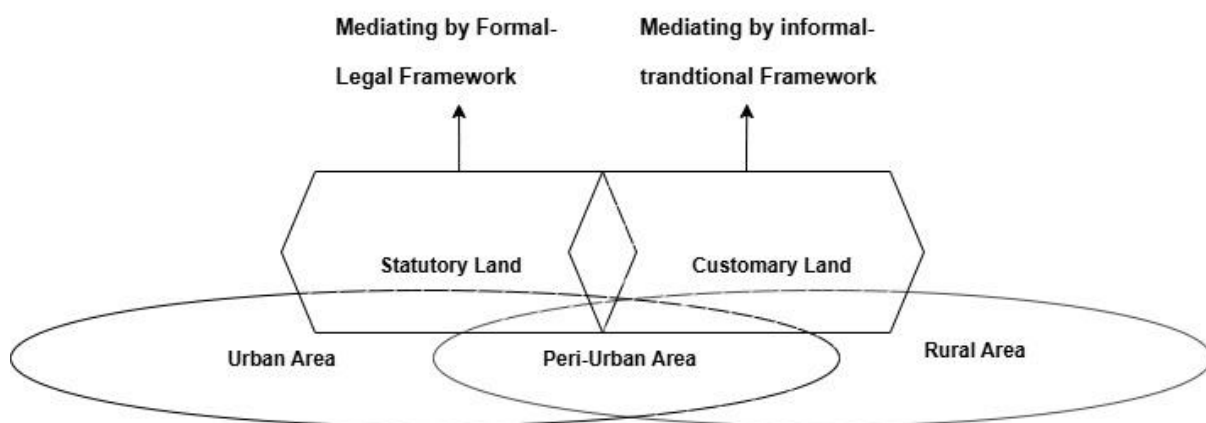 Mediating by Formal-
Legal Framework
Mediating by informal-
trandtional Framework
Statutory Land
Customary Land
Urban Area
Peri-Urban Area
Rural Area